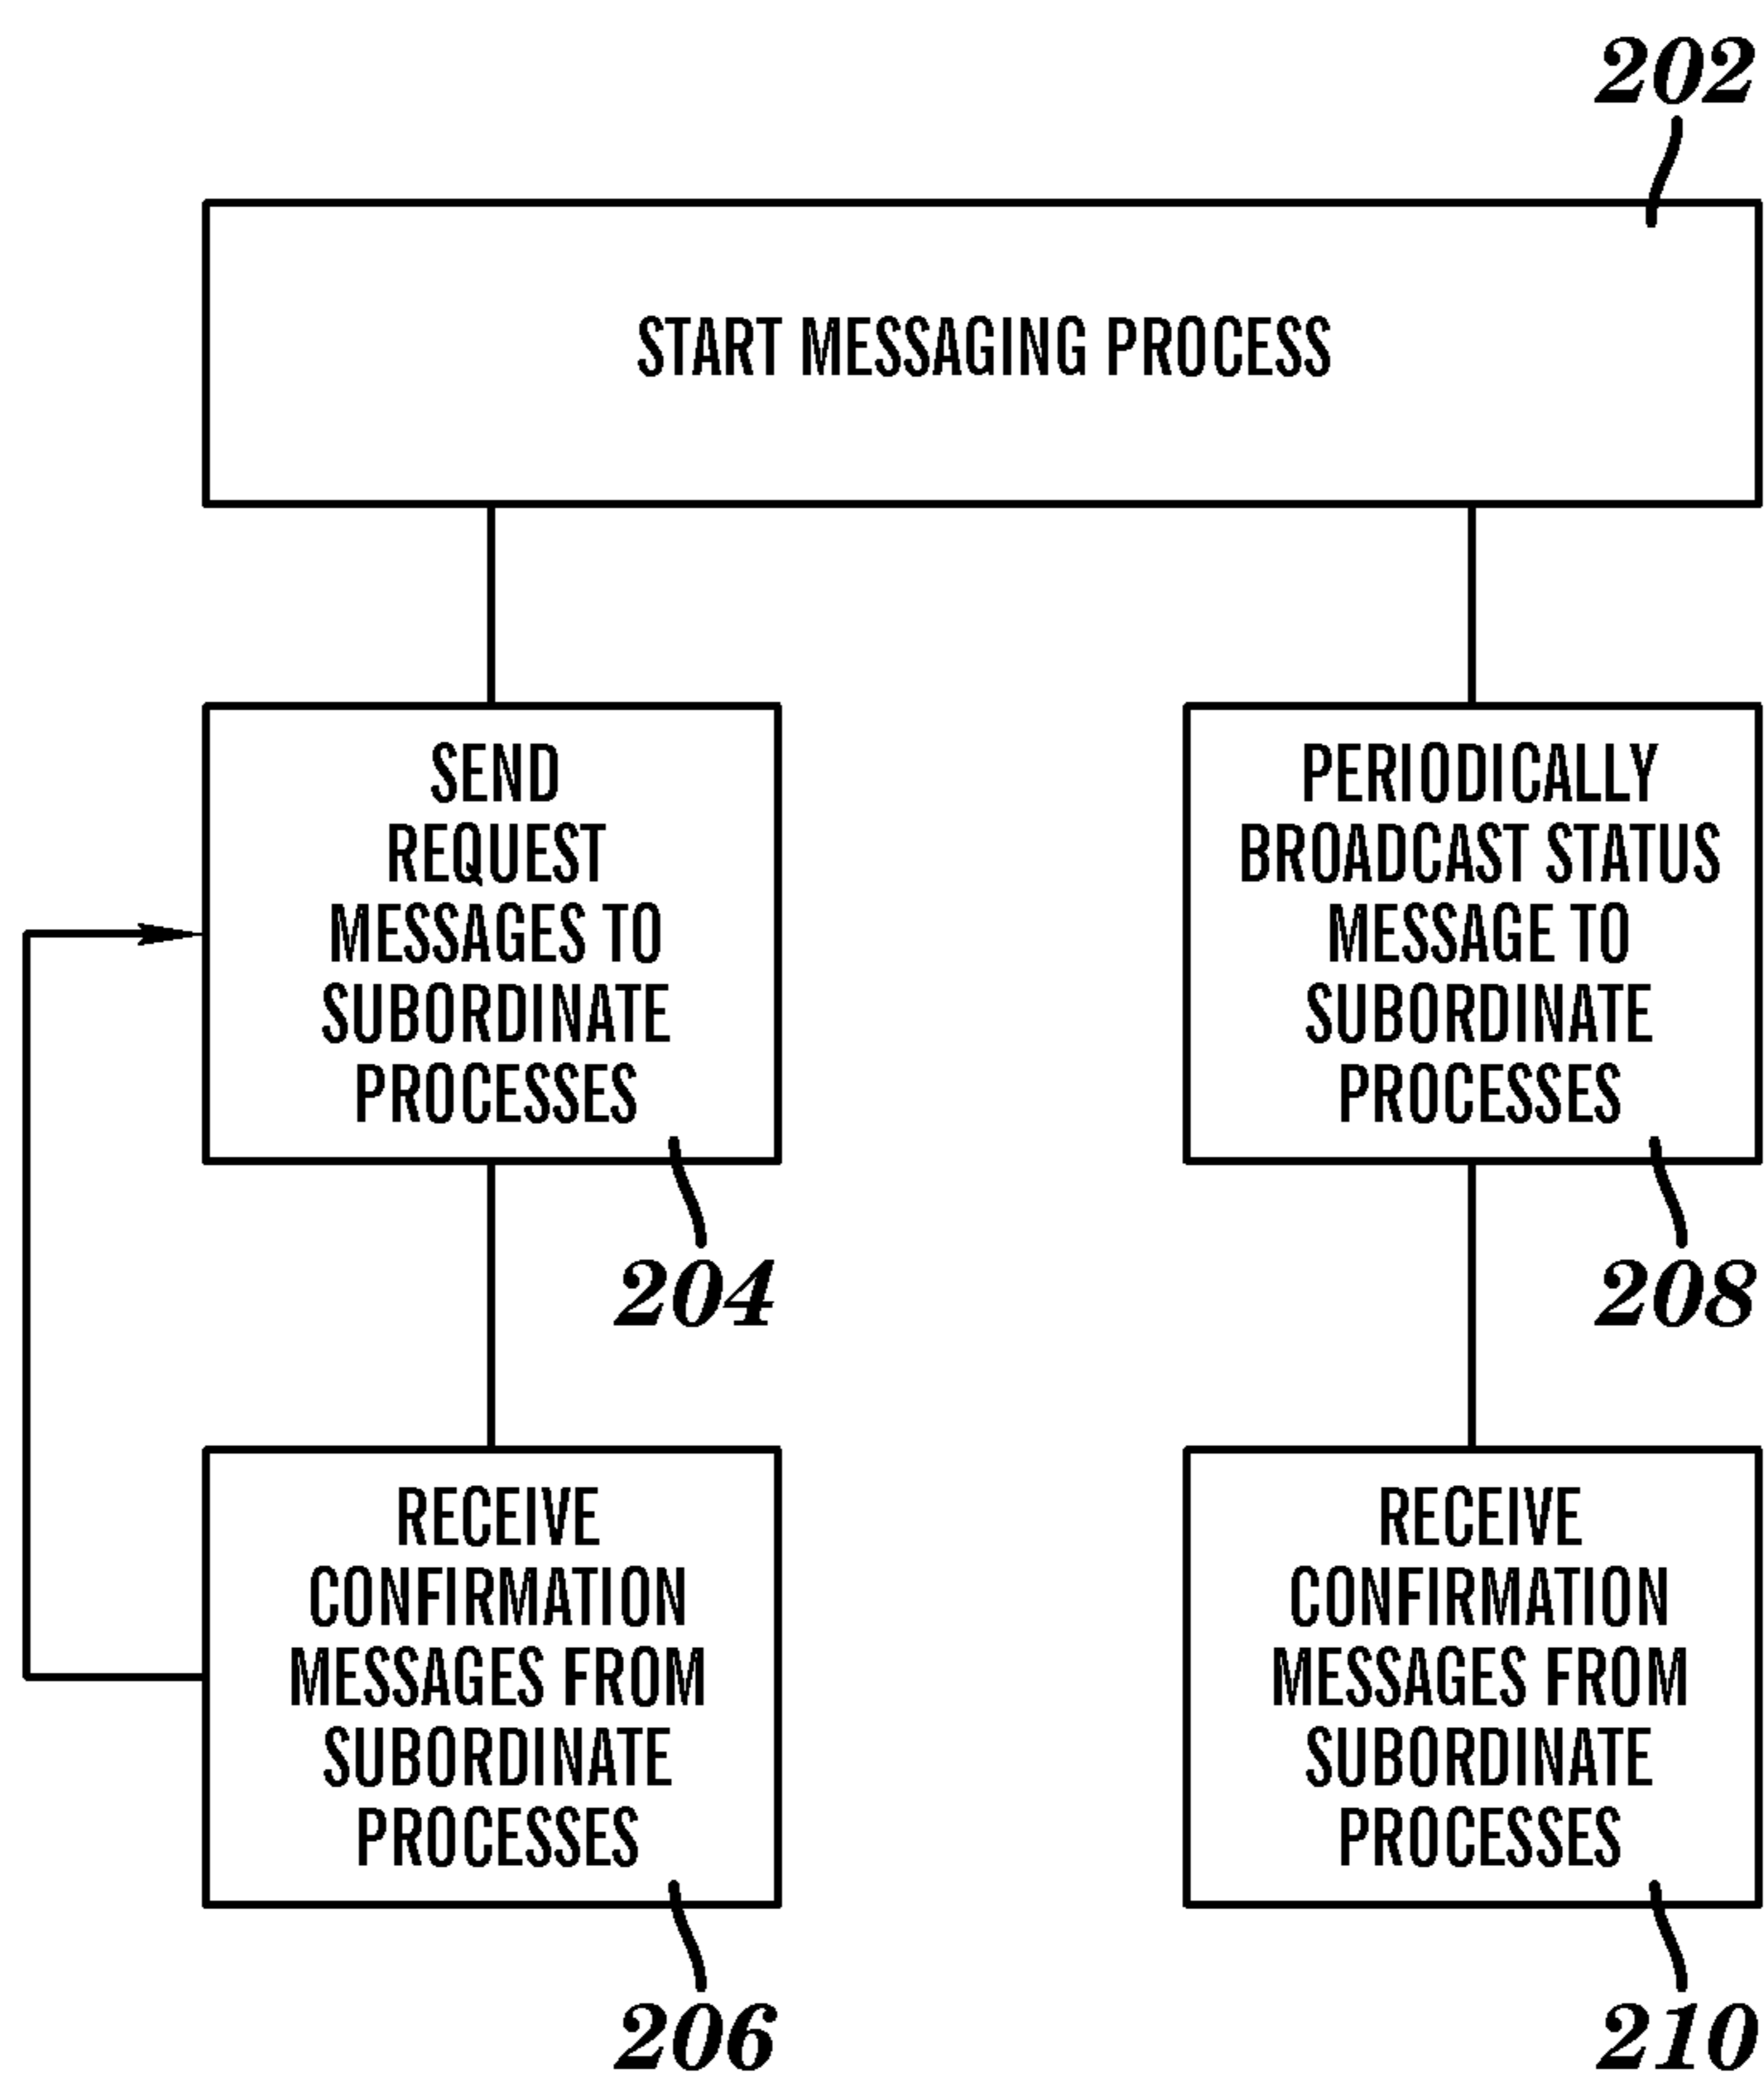 202
START MESSAGING PROCESS
SEND
REQUEST
MESSAGES TO
SUBORDINATE
PROCESSES
204
PERIODICALLY
BROADCAST STATUS
MESSAGE TO
SUBORDINATE
PROCESSES
208
RECEIVE
CONFIRMATION
MESSAGES FROM
SUBORDINATE
PROCESSES
206
RECEIVE
CONFIRMATION
MESSAGES FROM
SUBORDINATE
PROCESSES
210